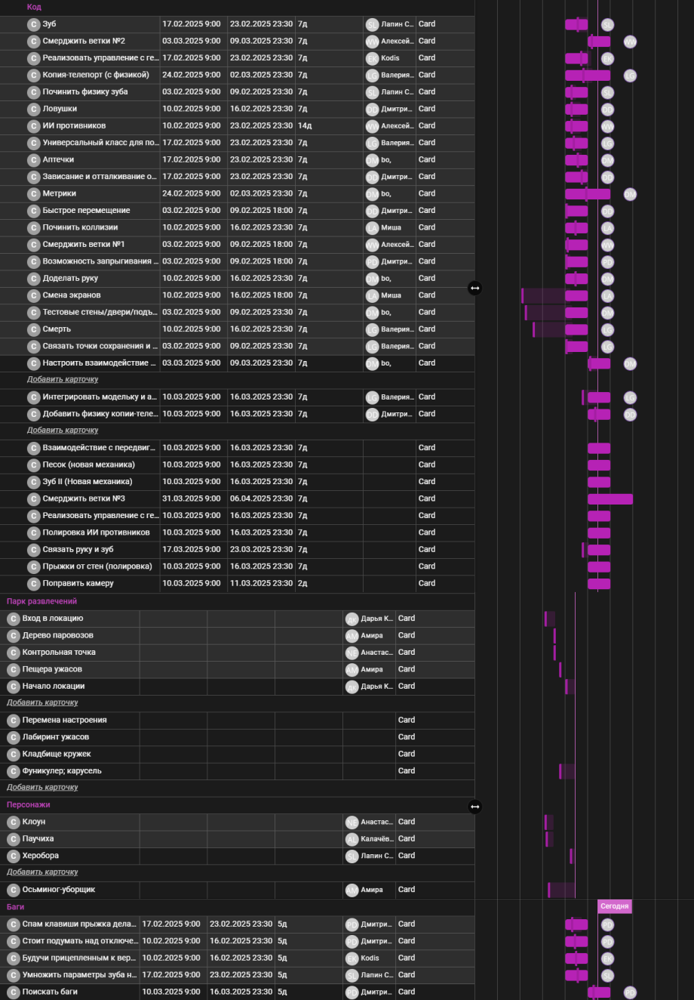 Код
C Зуб 17.02.2025 9:00 23.02.2025 23:30 7д SL Лапин С... Card SL
C Смерджить ветки №2 03.03.2025 9:00 09.03.2025 23:30 7д WW Алексей... Card WW
C Реализовать управление с ге... 17.02.2025 9:00 23.02.2025 23:30 7д EK Kodis Card EK
C Копия-телепорт (с физикой) 24.02.2025 9:00 02.03.2025 23:30 7д LG Валерия... Card LG
C Починить физику зуба 03.02.2025 9:00 09.02.2025 23:30 7д SL Лапин С... Card SL
C Ловушки 10.02.2025 9:00 16.02.2025 23:30 7д DD Дмитри... Card DD
C ИИ противников 10.02.2025 9:00 23.02.2025 23:30 14д WW Алексей... Card WW
C Универсальный класс для по... 17.02.2025 9:00 23.02.2025 23:30 7д LG Валерия... Card LG
C Аптечки 17.02.2025 9:00 23.02.2025 23:30 7д DM bo, Card DM
C Зависание и отталкивание о... 17.02.2025 9:00 23.02.2025 23:30 7д DD Дмитри... Card DD
C Метрики 24.02.2025 9:00 02.03.2025 23:30 7д DM bo, Card DM
C Быстрое перемещение 03.02.2025 9:00 09.02.2025 18:00 7д DD Дмитри... Card DD
C Починить коллизии 10.02.2025 9:00 16.02.2025 23:30 7д LA Миша Card LA
C Смерджить ветки №1 03.02.2025 9:00 09.02.2025 18:00 7д WW Алексей... Card WW
C Возможность запрыгивания ... 03.02.2025 9:00 09.02.2025 18:00 7д PD Дмитри... Card PD
C Доделать руку 10.02.2025 9:00 16.02.2025 23:30 7д DM bo, Card DM
C Смена экранов 10.02.2025 9:00 16.02.2025 18:00 7д LA Миша Card LA
C Тестовые стены/двери/подъ... 03.02.2025 9:00 09.02.2025 23:30 7д DM bo, Card DM
C Смерть 10.02.2025 9:00 16.02.2025 23:30 7д LG Валерия... Card LG
C Связать точки сохранения и ... 03.02.2025 9:00 09.02.2025 23:30 7д LG Валерия... Card LG
C Настроить взаимодействие ... 03.03.2025 9:00 09.03.2025 23:30 7д DM bo, Card DM
Добавить карточку
C Интегрировать модельку и а... 10.03.2025 9:00 16.03.2025 23:30 7д LG Валерия... Card LG
C Добавить физику копии-теле... 10.03.2025 9:00 16.03.2025 23:30 7д DD Дмитри... Card DD
Добавить карточку
C Взаимодействие с передвиг... 10.03.2025 9:00 16.03.2025 23:30 7д Card
C Песок (новая механика) 10.03.2025 9:00 16.03.2025 23:30 7д Card
C Зуб II (Новая механика) 10.03.2025 9:00 16.03.2025 23:30 7д Card
C Смерджить ветки №3 31.03.2025 9:00 06.04.2025 23:30 7д Card
C Реализовать управление с ге... 10.03.2025 9:00 16.03.2025 23:30 7д Card
C Полировка ИИ противников 10.03.2025 9:00 16.03.2025 23:30 7д Card
C Связать руку и зуб 17.03.2025 9:00 23.03.2025 23:30 7д Card
C Прыжки от стен (полировка) 10.03.2025 9:00 16.03.2025 23:30 7д Card
C Поправить камеру 10.03.2025 9:00 11.03.2025 23:30 2д Card
Парк развлечений
C Вход в локацию ДК Дарья К... Card
C Дерево паровозов AM Амира Card
C Контрольная точка NE Анастас... Card
C Пещера ужасов AM Амира Card
C Начало локации ДК Дарья К... Card
Добавить карточку
C Перемена настроения Card
C Лабиринт ужасов Card
C Кладбище кружек Card
C Фуникулер; карусель Card
Добавить карточку
Персонажи
C Клоун NE Анастас... Card
C Паучиха AL Калачёв... Card
C Херобора SL Лапин С... Card
Добавить карточку
C Осьминог-уборщик AM Амира Card
Баги Сегодня
C Спам клавиши прыжка дела... 17.02.2025 9:00 23.02.2025 23:30 5д PD Дмитри... Card PD
C Стоит подумать над отключе... 10.02.2025 9:00 16.02.2025 23:30 5д PD Дмитри... Card PD
C Будучи прицепленным к вер... 10.02.2025 9:00 16.02.2025 23:30 5д EK Kodis Card EK
C Умножить параметры зуба н... 17.02.2025 9:00 23.02.2025 23:30 5д SL Лапин С... Card SL
C Поискать баги 10.03.2025 9:00 16.03.2025 23:30 5д PD Дмитри... Card PD